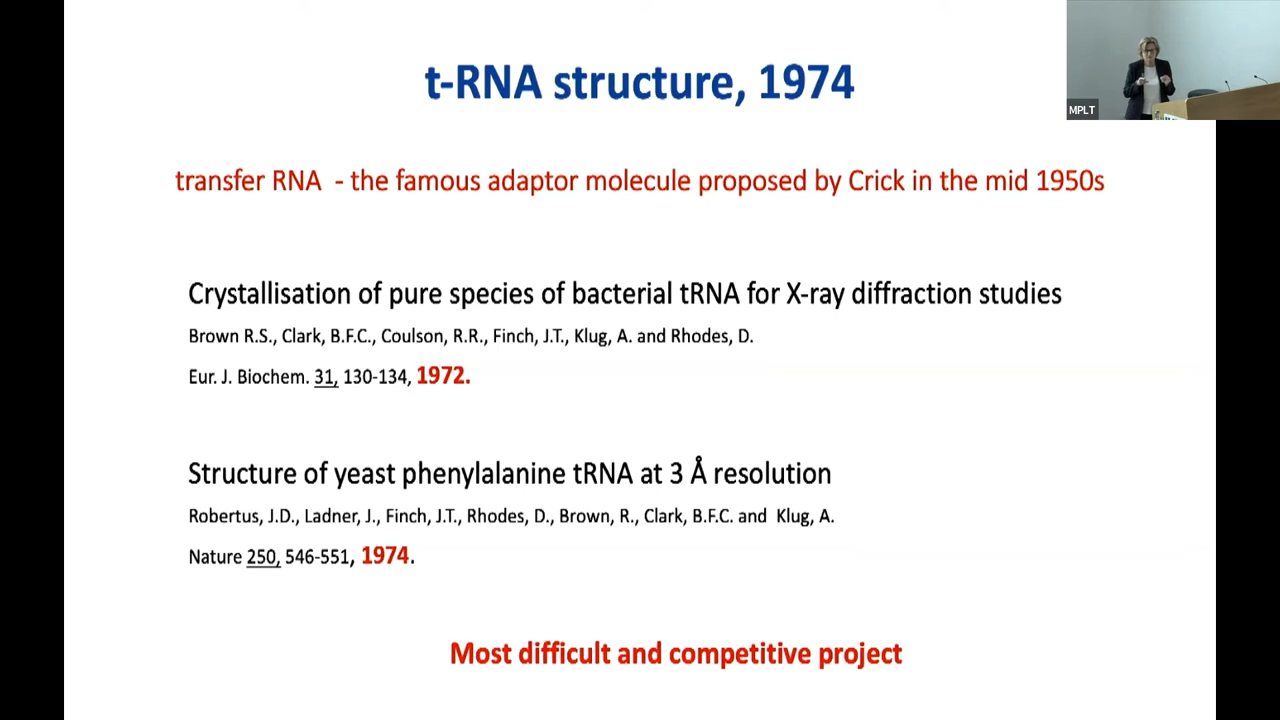 t-RNA structure, 1974
MPLT
transfer RNA - the famous adaptor molecule proposed by Crick in the mid 1950s
Crystallisation of pure species of bacterial tRNA for X-ray diffraction studies
Brown R.S., Clark, B.F.C., Coulson, R.R., Finch, J.T., Klug, A. and Rhodes, D.
Eur. J. Biochem. 31, 130-134, 1972.
Structure of yeast phenylalanine tRNA at 3 Å resolution
Robertus, J.D., Ladner, J., Finch, J.T., Rhodes, D., Brown, R., Clark, B.F.C. and Klug, A.
Nature 250, 546-551, 1974.
Most difficult and competitive project